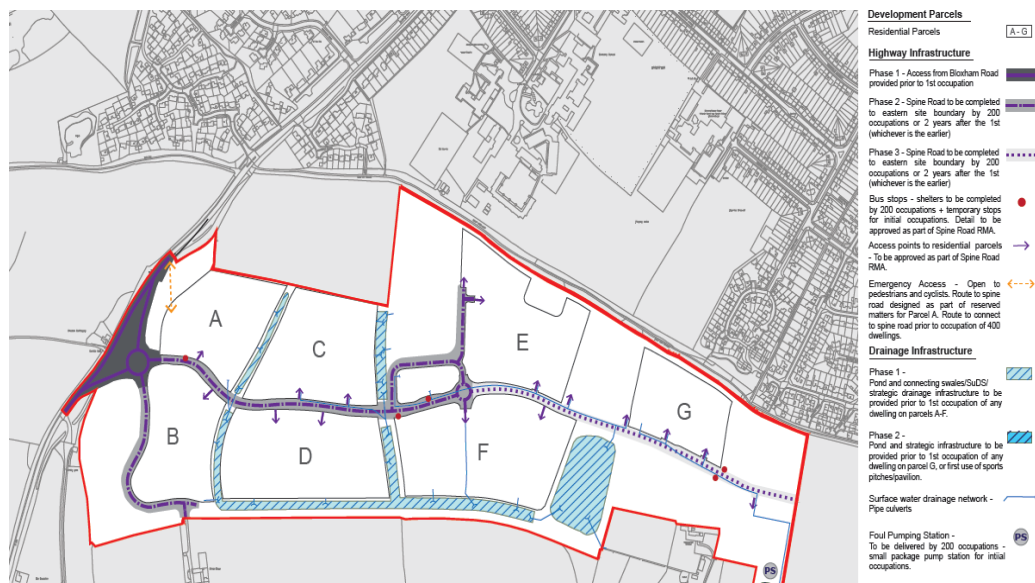 Development Parcels
Residential Parcels
A - G
Highway Infrastructure
Phase 1 - Access from Bloxham Road
provided prior to 1st occupation
Phase 2 - Spine Road to be completed
to eastern site boundary by 200
occupations or 2 years after the 1st
(whichever is the earlier)
Phase 3 - Spine Road to be completed
to eastern site boundary by 200
occupations or 2 years after the 1st
(whichever is the earlier)
Bus stops - shelters to be completed
by 200 occupations + temporary stops
for initial occupations. Detail to be
approved as part of Spine Road RMA.
Access points to residential parcels
- To be approved as part of Spine Road
RMA.
Emergency Access - Open to
pedestrians and cyclists. Route to spine
road designed as part of reserved
matters for Parcel A. Route to connect
to spine road prior to occupation of 400
dwellings.
Drainage Infrastructure
Phase 1 -
Pond and connecting swales/SuDS/
strategic drainage infrastructure to be
provided prior to 1st occupation of any
dwelling on parcels A-F.
Phase 2 -
Pond and strategic infrastructure to be
provided prior to 1st occupation of any
dwelling on parcel G, or first use of sports
pitches/pavilion.
Surface water drainage network -
Pipe culverts
Foul Pumping Station -
To be delivered by 200 occupations -
small package pump station for intiial
occupations.
PS
A
B
C
D
E
F
G
PS